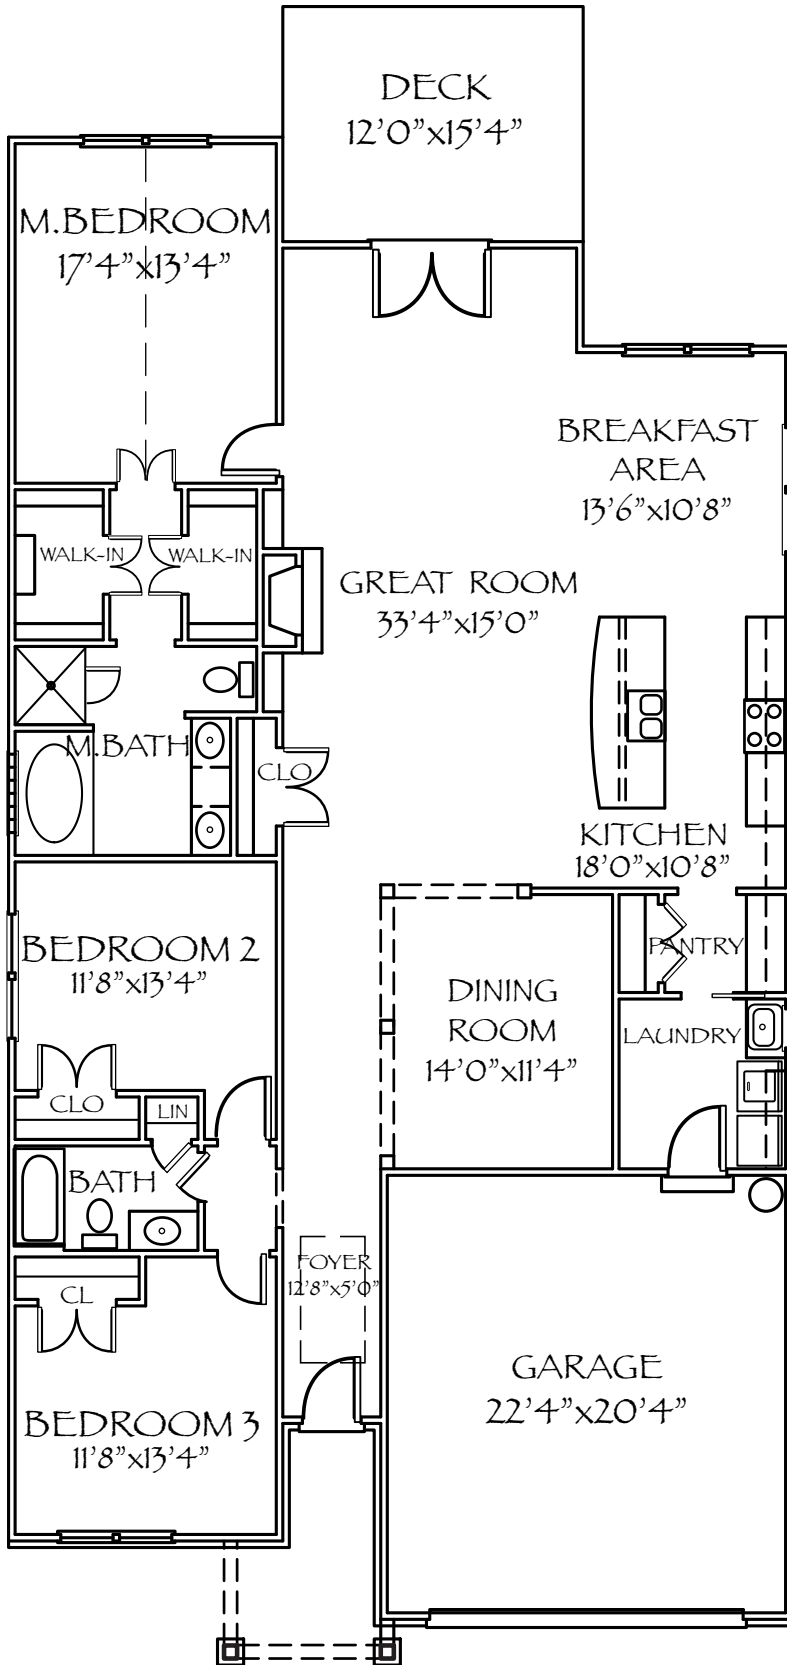 DECK
12'0"x15'4"
M.BEDROOM
17'4"x13'4"
BREAKFAST
AREA
13'6"x10'8"
WALK-IN
WALK-IN
GREAT ROOM
33'4"x15'0"
M.BATH
CLO
KITCHEN
18'0"x10'8"
BEDROOM 2
11'8"x13'4"
PANTRY
DINING
ROOM
14'0"x11'4"
LAUNDRY
CLO
LIN
BATH
FOYER
12'8"x5'0"
CL
GARAGE
22'4"x20'4"
BEDROOM 3
11'8"x13'4"